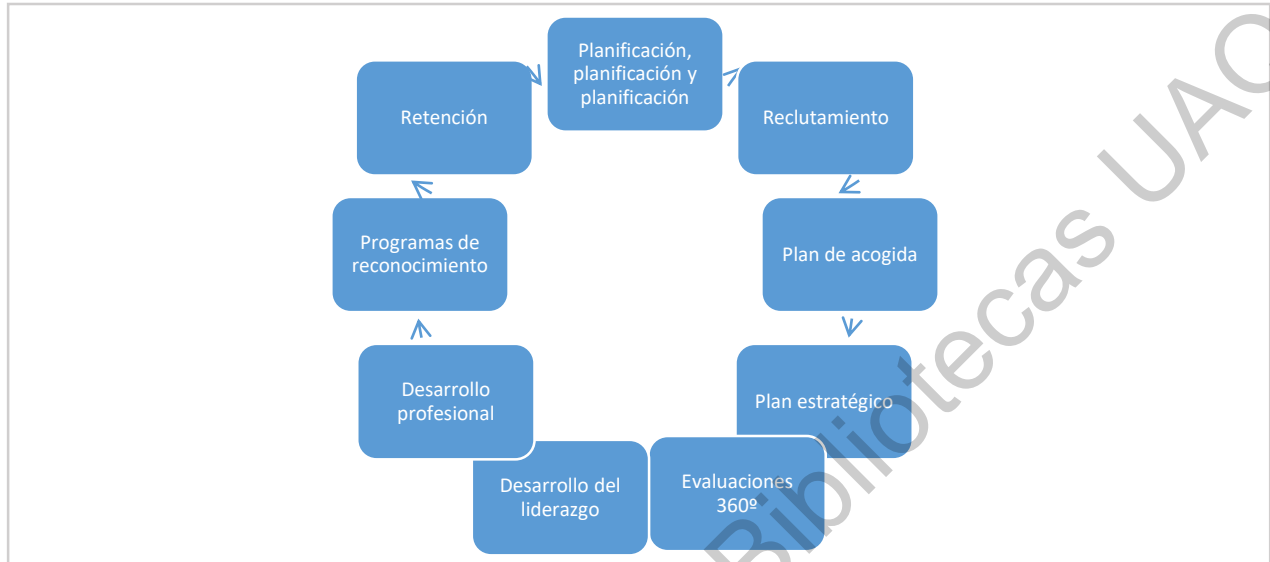 Planificación,
planificación y
planificación
Reclutamiento
Plan de acogida
Plan estratégico
Evaluaciones
360º
Desarrollo del
liderazgo
Desarrollo
profesional
Programas de
reconocimiento
Retención
Bibliotecas UAQ